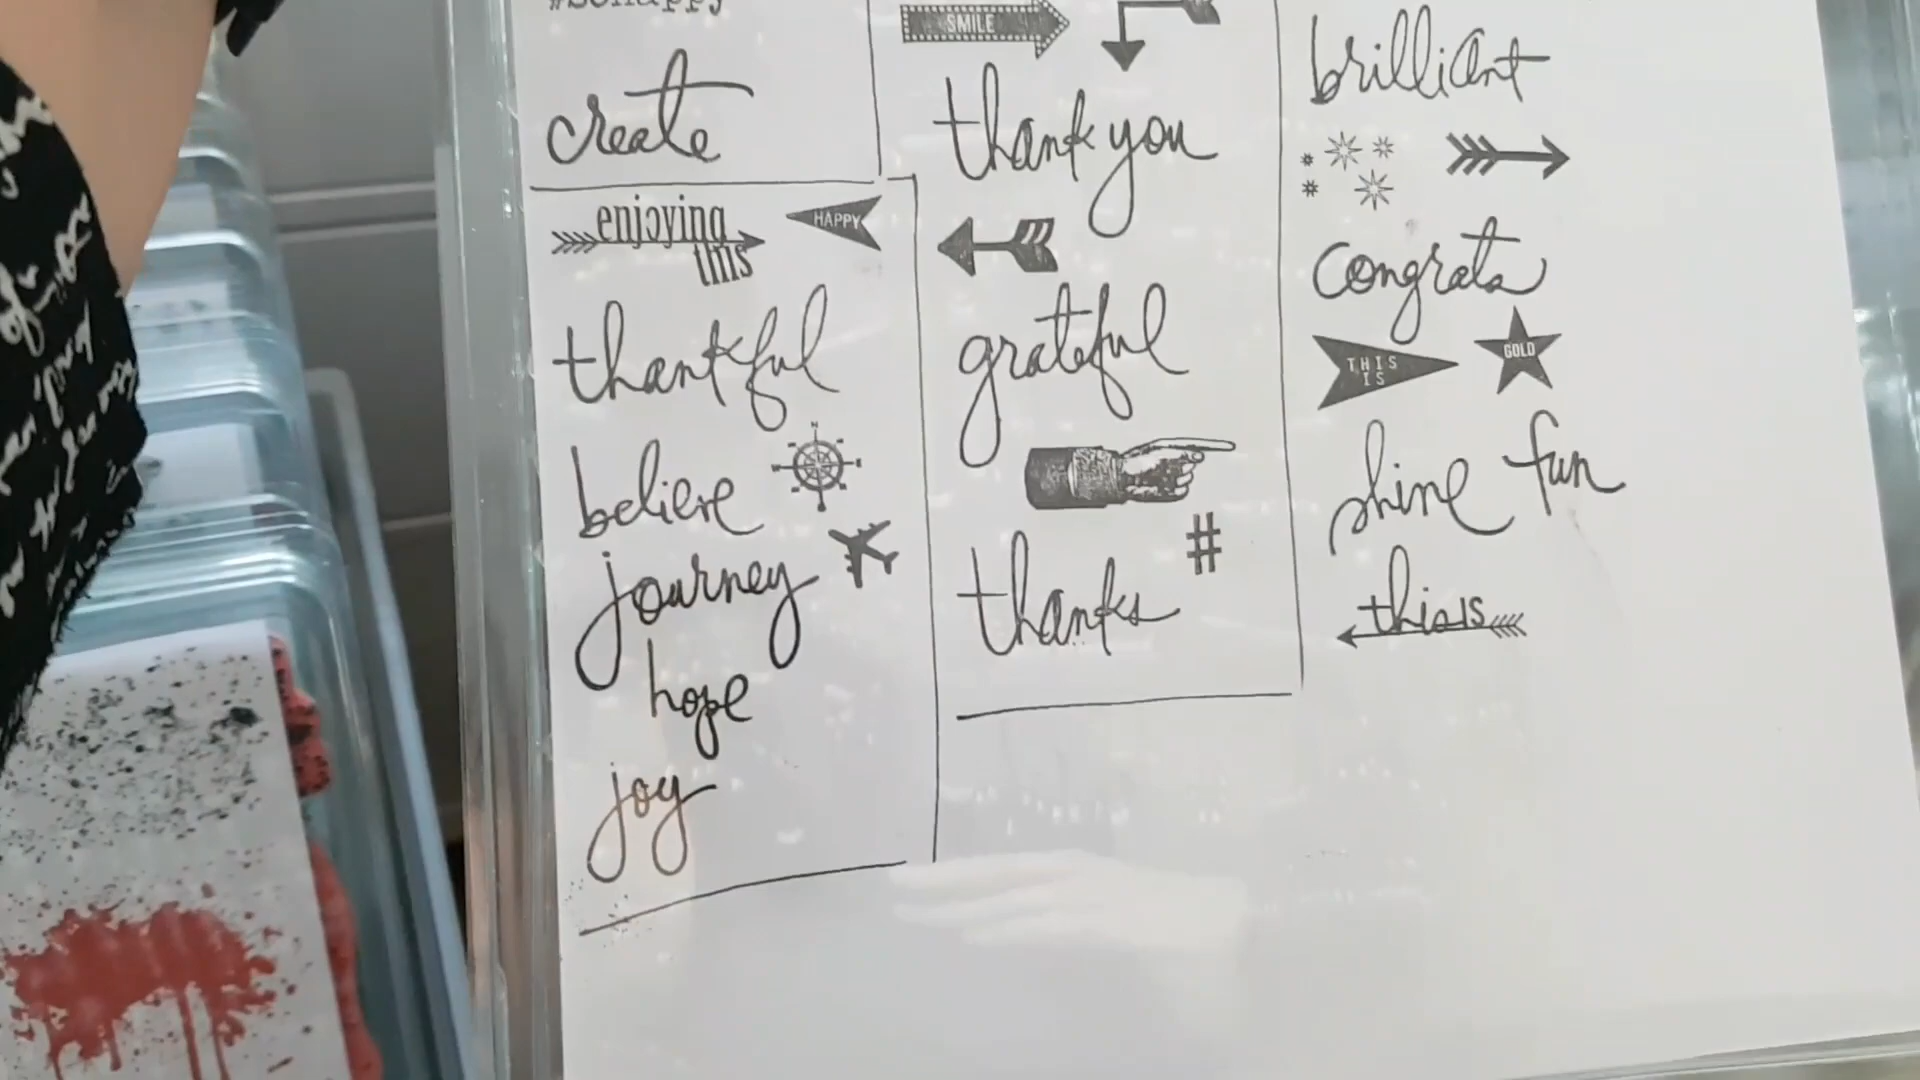 create
enjoying
this
HAPPY
thankful
believe
journey
hope
joy
SMILE
thank you
grateful
#
thanks
brilliant
congrats
THIS
IS
GOLD
shine fun
this is